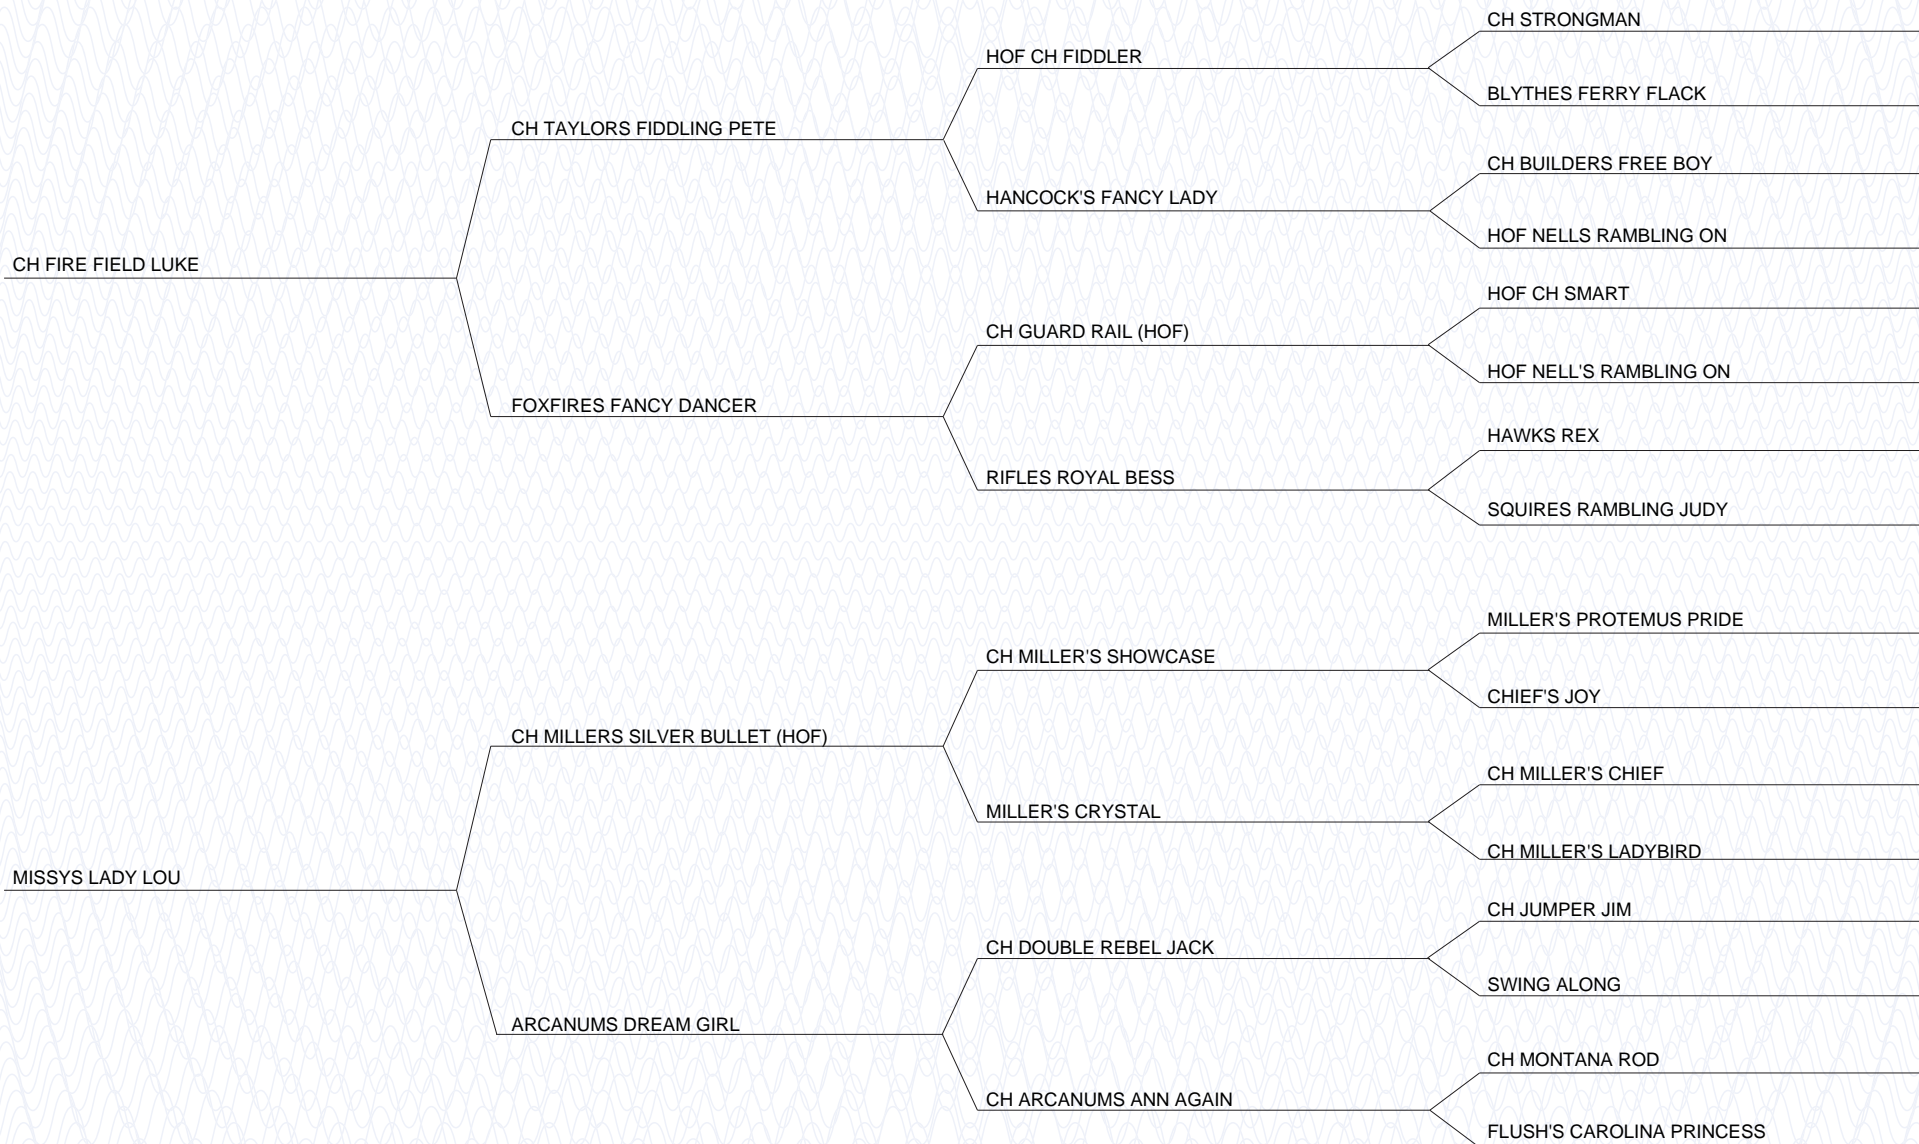 CH STRONGMAN
HOF CH FIDDLER
BLYTHES FERRY FLACK
CH TAYLORS FIDDLING PETE
CH BUILDERS FREE BOY
HANCOCK'S FANCY LADY
HOF NELLS RAMBLING ON
CH FIRE FIELD LUKE
HOF CH SMART
CH GUARD RAIL (HOF)
HOF NELL'S RAMBLING ON
FOXFIRES FANCY DANCER
HAWKS REX
RIFLES ROYAL BESS
SQUIRES RAMBLING JUDY
MILLER'S PROTEMUS PRIDE
CH MILLER'S SHOWCASE
CHIEF'S JOY
CH MILLERS SILVER BULLET (HOF)
CH MILLER'S CHIEF
MILLER'S CRYSTAL
CH MILLER'S LADYBIRD
MISSYS LADY LOU
CH JUMPER JIM
CH DOUBLE REBEL JACK
SWING ALONG
ARCANUMS DREAM GIRL
CH MONTANA ROD
CH ARCANUMS ANN AGAIN
FLUSH'S CAROLINA PRINCESS